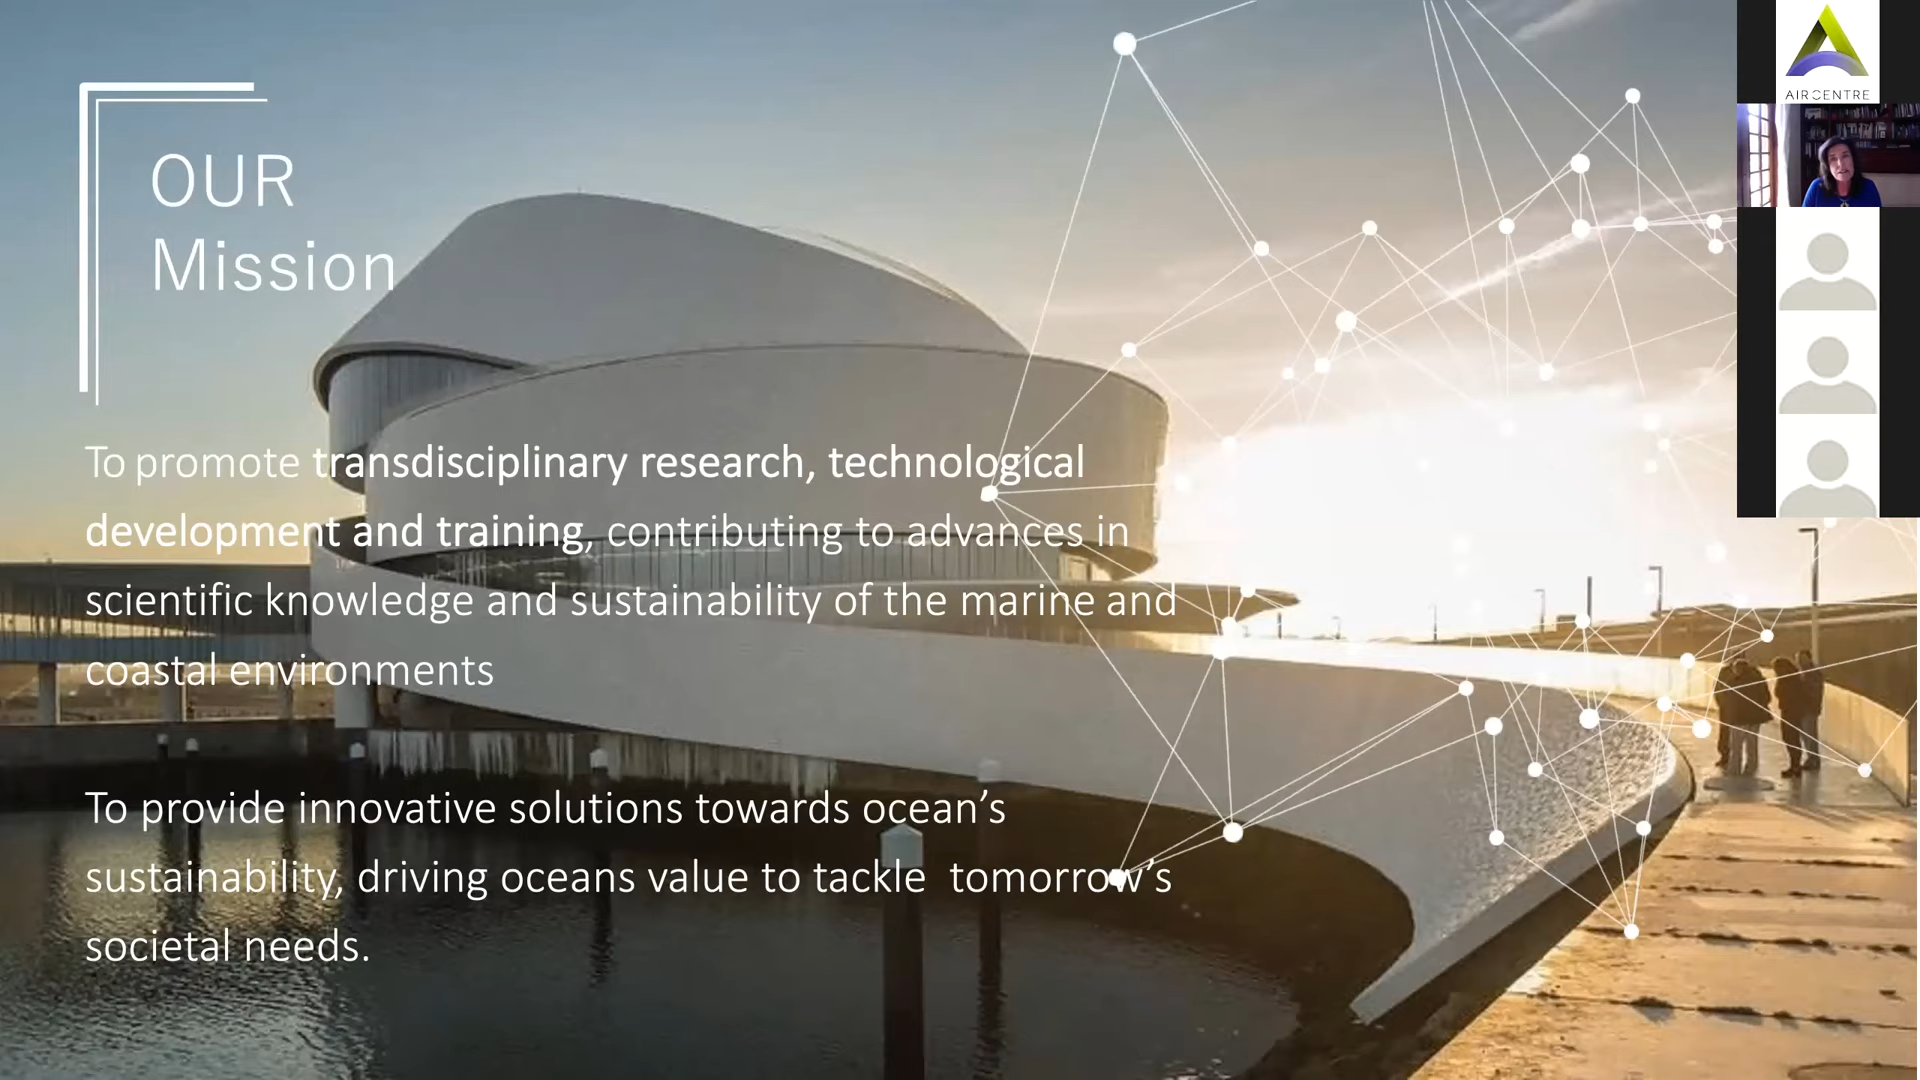 OUR
Mission
To promote transdisciplinary research, technological
development and training, contributing to advances in
scientific knowledge and sustainability of the marine and
coastal environments
To provide innovative solutions towards ocean’s
sustainability, driving oceans value to tackle  tomorrow’s
societal needs.
AIRCENTRE